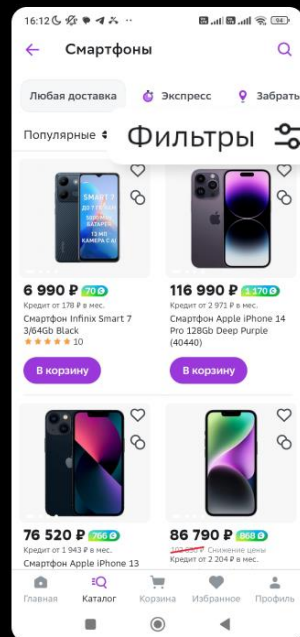 16:12
94
Смартфоны
Любая доставка
Экспресс
Забрать
Популярные
Фильтры
SMART 7
6 990 ₽ 70
116 990 ₽ 1 170
Кредит от 178 ₽ в мес.
Кредит от 2 971 ₽ в мес.
Смартфон Infinix Smart 7
3/64Gb Black
10
Смартфон Apple iPhone 14
Pro 128Gb Deep Purple
(40440)
В корзину
В корзину
76 520 ₽ 766
86 790 ₽ 868
Снижение цены
Кредит от 1 943 ₽ в мес.
Кредит от 2 204 ₽ в мес.
Смартфон Apple iPhone 13
Главная
Каталог
Корзина
Избранное
Профиль